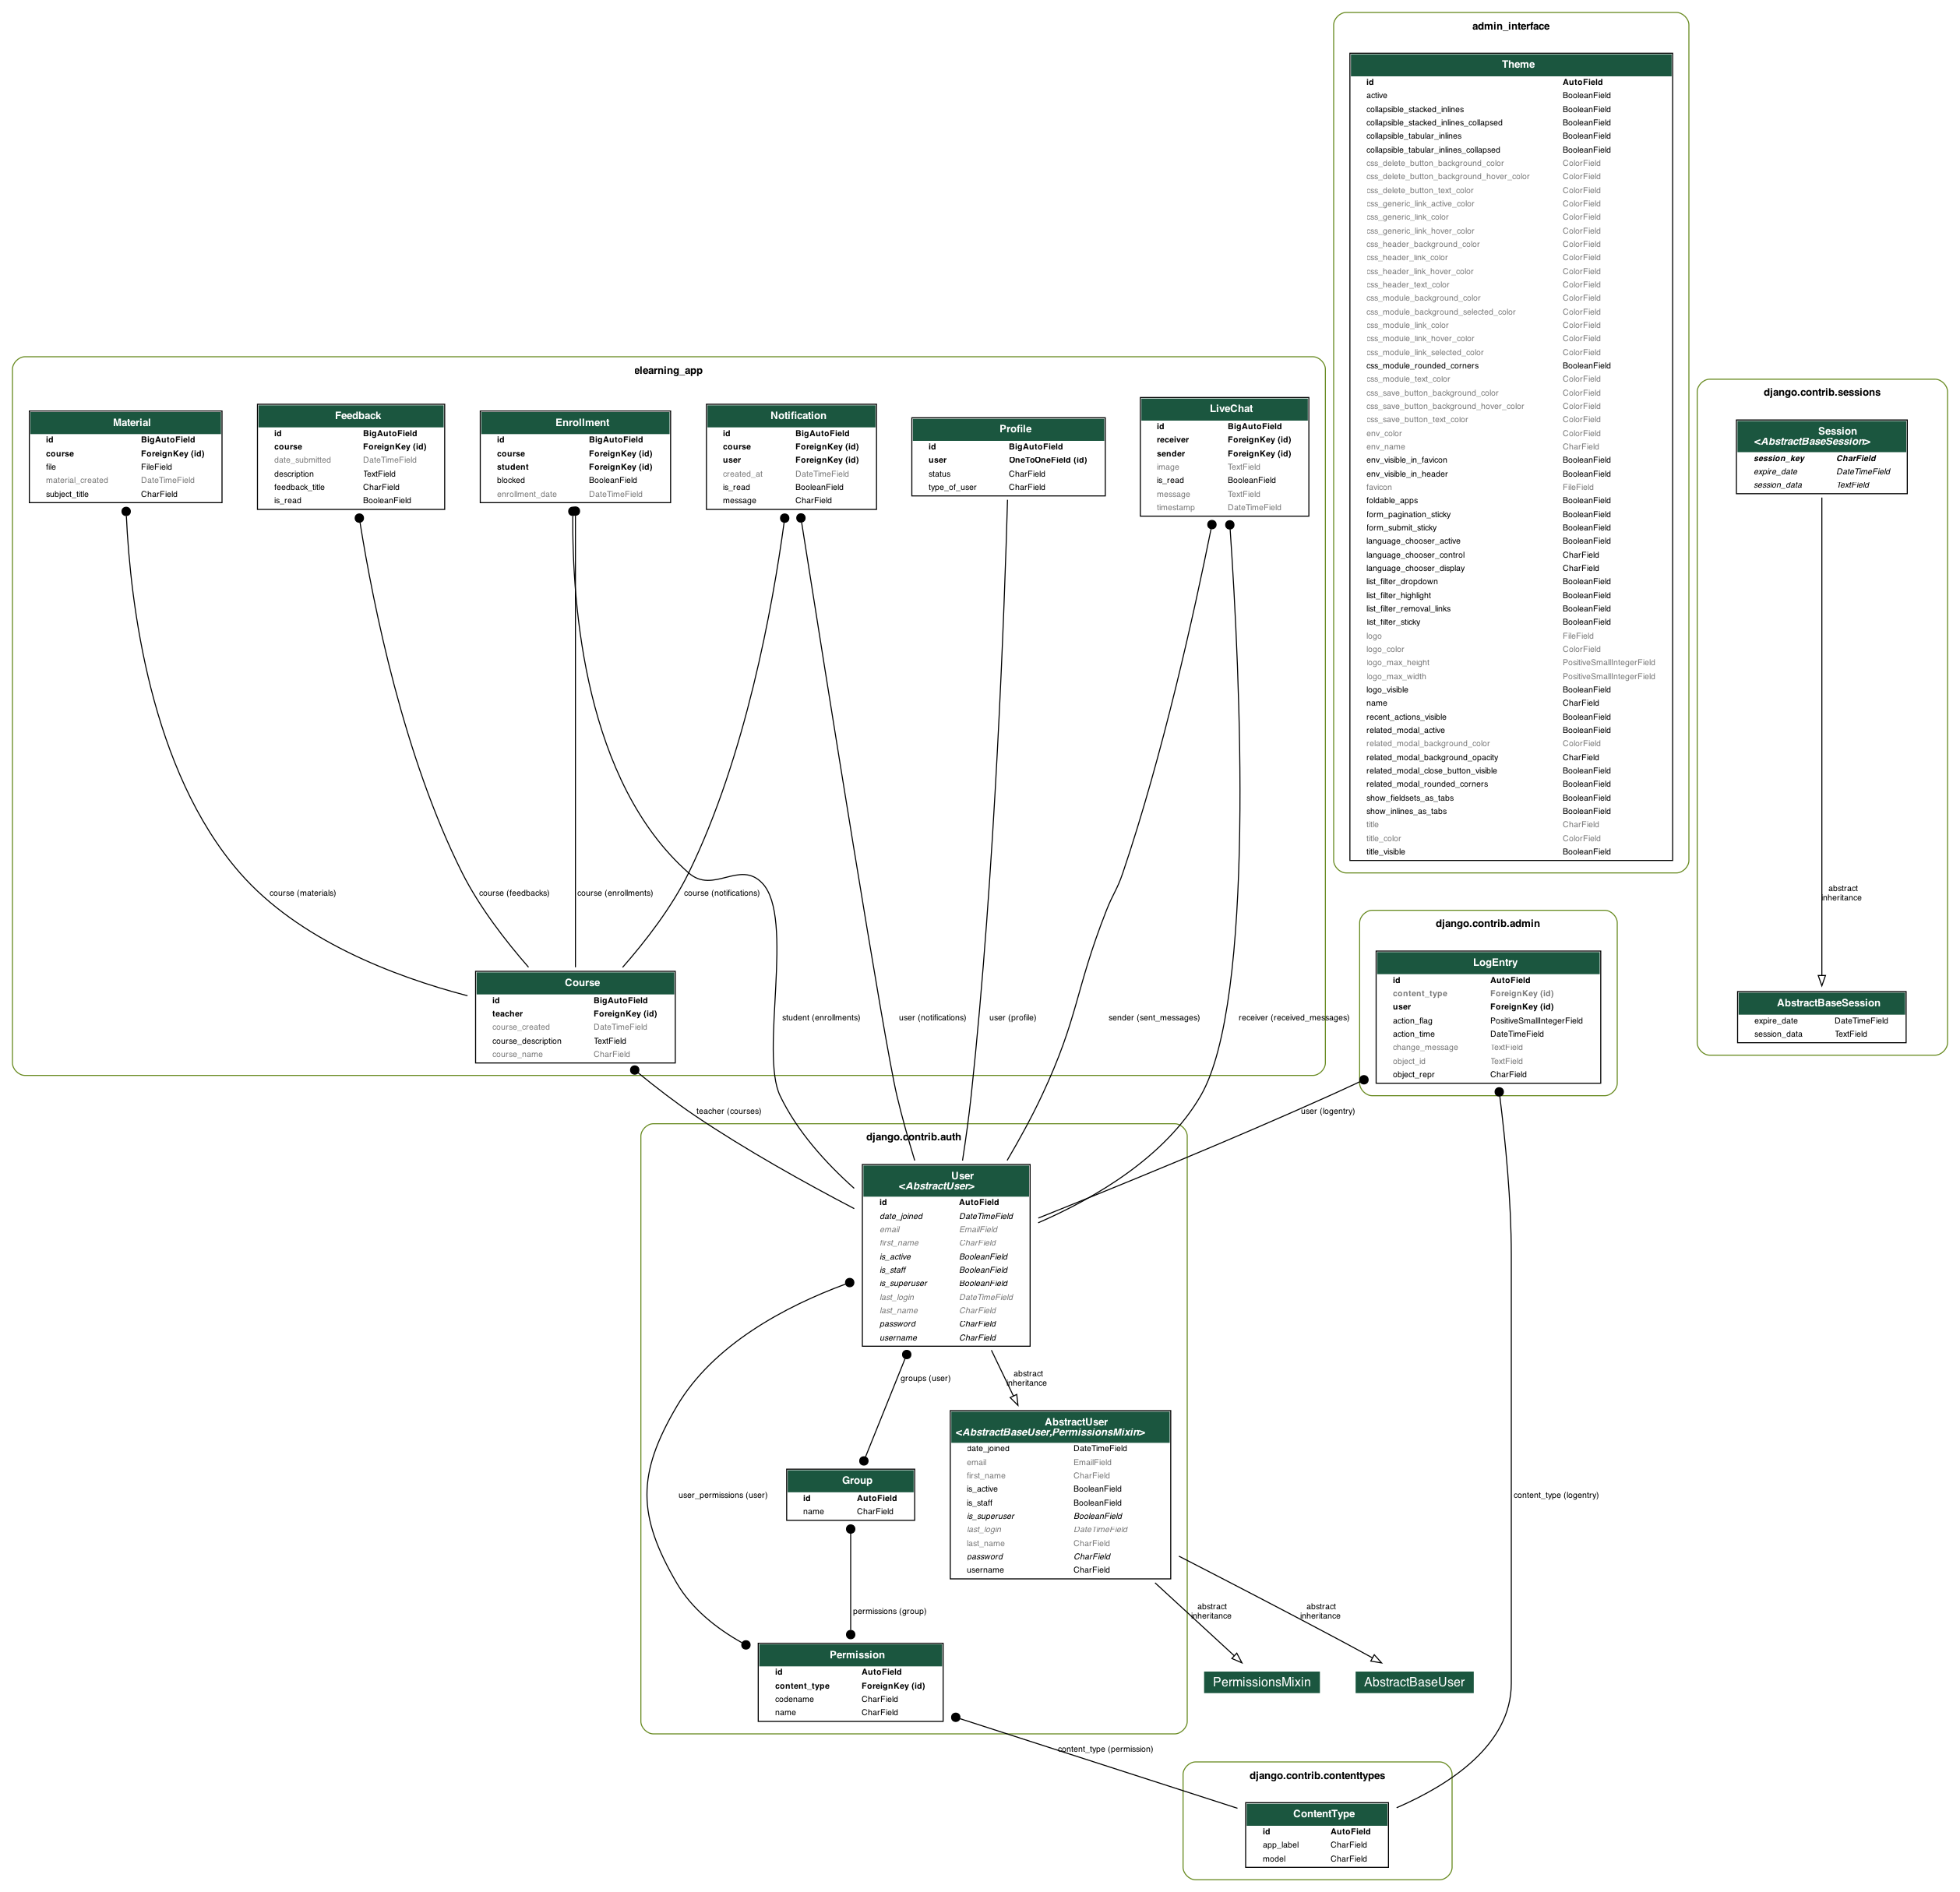 admin_interface
Theme
id AutoField
active BooleanField
collapsible_stacked_inlines BooleanField
collapsible_stacked_inlines_collapsed BooleanField
collapsible_tabular_inlines BooleanField
collapsible_tabular_inlines_collapsed BooleanField
css_delete_button_background_color ColorField
css_delete_button_background_hover_color ColorField
css_delete_button_text_color ColorField
css_generic_link_active_color ColorField
css_generic_link_color ColorField
css_generic_link_hover_color ColorField
css_header_background_color ColorField
css_header_link_color ColorField
css_header_link_hover_color ColorField
css_header_text_color ColorField
css_module_background_color ColorField
css_module_background_selected_color ColorField
css_module_link_color ColorField
css_module_link_hover_color ColorField
css_module_link_selected_color ColorField
css_module_rounded_corners BooleanField
css_module_text_color ColorField
css_save_button_background_color ColorField
css_save_button_background_hover_color ColorField
css_save_button_text_color ColorField
env_color ColorField
env_name CharField
env_visible_in_favicon BooleanField
env_visible_in_header BooleanField
favicon FileField
foldable_apps BooleanField
form_pagination_sticky BooleanField
form_submit_sticky BooleanField
language_chooser_active BooleanField
language_chooser_control CharField
language_chooser_display CharField
list_filter_dropdown BooleanField
list_filter_highlight BooleanField
list_filter_removal_links BooleanField
list_filter_sticky BooleanField
logo FileField
logo_color ColorField
logo_max_height PositiveSmallIntegerField
logo_max_width PositiveSmallIntegerField
logo_visible BooleanField
name CharField
recent_actions_visible BooleanField
related_modal_active BooleanField
related_modal_background_color ColorField
related_modal_background_opacity CharField
related_modal_close_button_visible BooleanField
related_modal_rounded_corners BooleanField
show_fieldsets_as_tabs BooleanField
show_inlines_as_tabs BooleanField
title CharField
title_color ColorField
title_visible BooleanField
elearning_app
Material
id BigAutoField
course ForeignKey (id)
file FileField
material_created DateTimeField
subject_title CharField
Feedback
id BigAutoField
course ForeignKey (id)
date_submitted DateTimeField
description TextField
feedback_title CharField
is_read BooleanField
Enrollment
id BigAutoField
course ForeignKey (id)
student ForeignKey (id)
blocked BooleanField
enrollment_date DateTimeField
Notification
id BigAutoField
course ForeignKey (id)
user ForeignKey (id)
created_at DateTimeField
is_read BooleanField
message CharField
Profile
id BigAutoField
user OneToOneField (id)
status CharField
type_of_user CharField
LiveChat
id BigAutoField
receiver ForeignKey (id)
sender ForeignKey (id)
image TextField
is_read BooleanField
message TextField
timestamp DateTimeField
django.contrib.sessions
Session
<AbstractBaseSession>
session_key CharField
expire_date DateTimeField
session_data TextField
abstract
inheritance
AbstractBaseSession
expire_date DateTimeField
session_data TextField
course (materials)
course (feedbacks)
course (enrollments)
course (notifications)
Course
id BigAutoField
teacher ForeignKey (id)
course_created DateTimeField
course_description TextField
course_name CharField
student (enrollments)
user (notifications)
user (profile)
sender (sent_messages)
receiver (received_messages)
django.contrib.admin
LogEntry
id AutoField
content_type ForeignKey (id)
user ForeignKey (id)
action_flag PositiveSmallIntegerField
action_time DateTimeField
change_message TextField
object_id TextField
object_repr CharField
teacher (courses)
user (logentry)
django.contrib.auth
User
<AbstractUser>
id AutoField
date_joined DateTimeField
email EmailField
first_name CharField
is_active BooleanField
is_staff BooleanField
is_superuser BooleanField
last_login DateTimeField
last_name CharField
password CharField
username CharField
groups (user)
abstract
inheritance
AbstractUser
<AbstractBaseUser,PermissionsMixin>
date_joined DateTimeField
email EmailField
first_name CharField
is_active BooleanField
is_staff BooleanField
is_superuser BooleanField
last_login DateTimeField
last_name CharField
password CharField
username CharField
Group
id AutoField
name CharField
user_permissions (user)
content_type (logentry)
permissions (group)
abstract
inheritance
abstract
inheritance
Permission
id AutoField
content_type ForeignKey (id)
codename CharField
name CharField
PermissionsMixin
AbstractBaseUser
content_type (permission)
django.contrib.contenttypes
ContentType
id AutoField
app_label CharField
model CharField